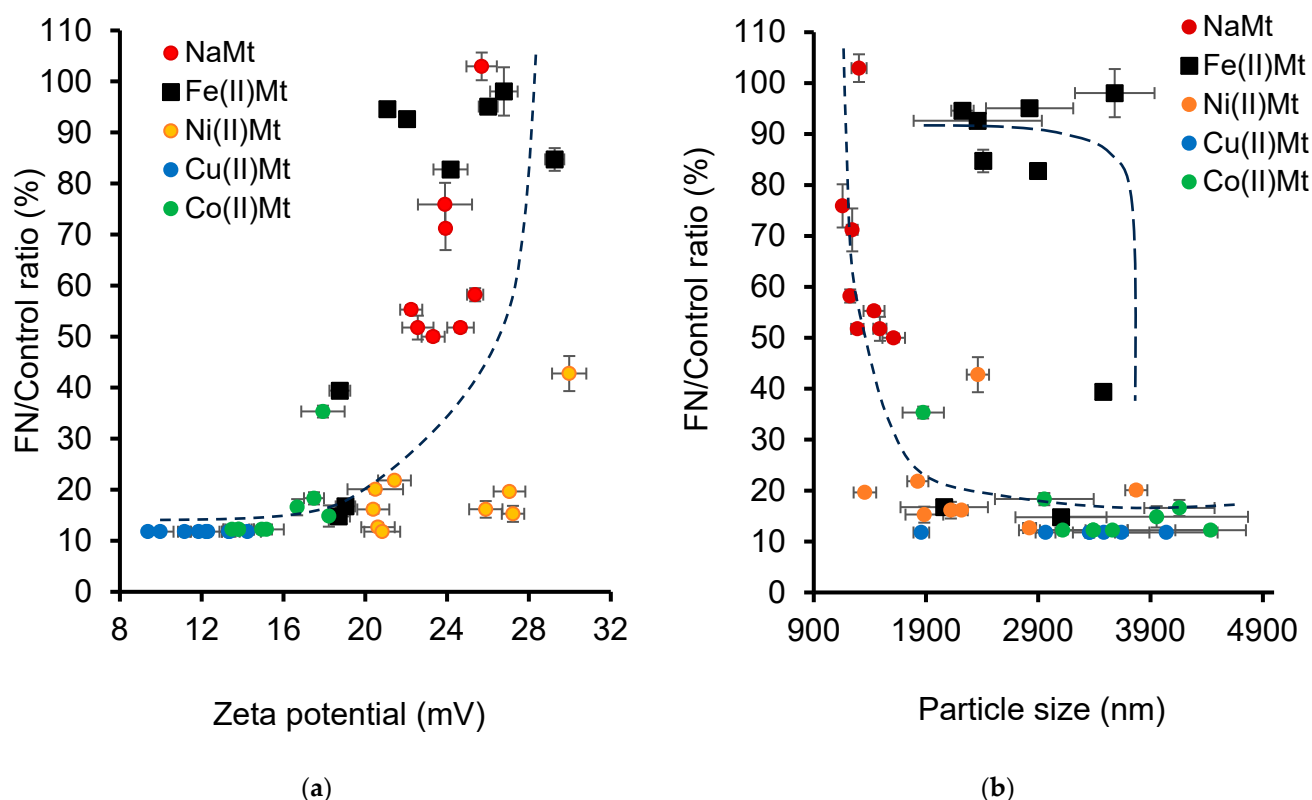 110
100
90
80
70
60
50
40
30
20
10
0
FN/Control ratio (%)
NaMt
Fe(II)Mt
Ni(II)Mt
Cu(II)Mt
Co(II)Mt
8 12 16 20 24 28 32
Zeta potential (mV)
(a)
110
100
90
80
70
60
50
40
30
20
10
0
FN/Control ratio (%)
NaMt
Fe(II)Mt
Ni(II)Mt
Cu(II)Mt
Co(II)Mt
900 1900 2900 3900 4900
Particle size (nm)
(b)